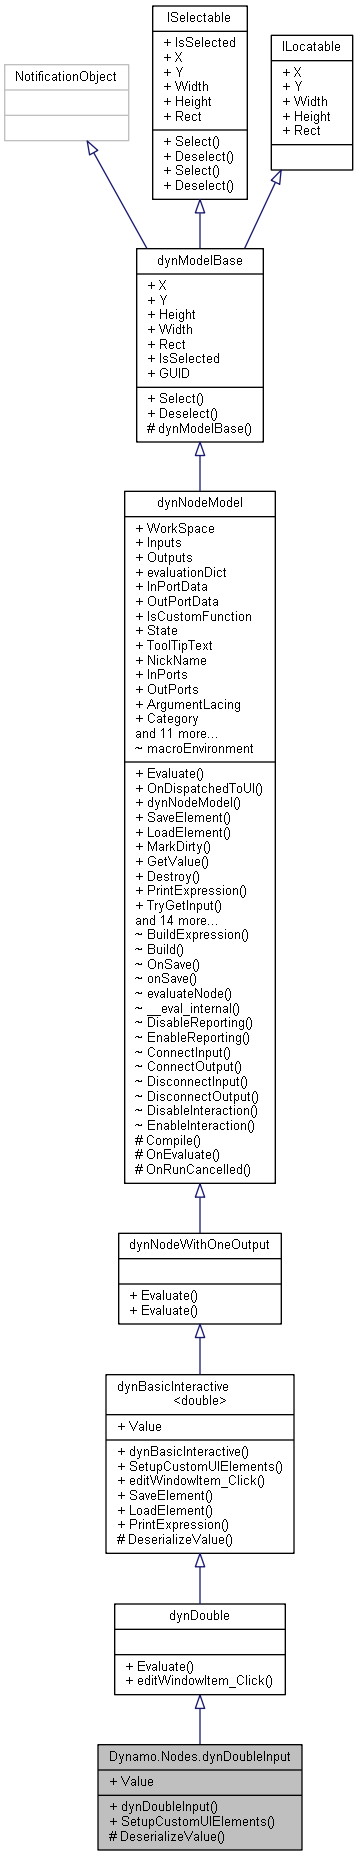 ISelectable
+ IsSelected
+ X
+ Y
+ Width
+ Height
+ Rect
+ Select()
+ Deselect()
+ Select()
+ Deselect()
ILocatable
+ X
+ Y
+ Width
+ Height
+ Rect
NotificationObject
dynModelBase
+ X
+ Y
+ Height
+ Width
+ Rect
+ IsSelected
+ GUID
+ Select()
+ Deselect()
# dynModelBase()
dynNodeModel
+ WorkSpace
+ Inputs
+ Outputs
+ evaluationDict
+ InPortData
+ OutPortData
+ IsCustomFunction
+ State
+ ToolTipText
+ NickName
+ InPorts
+ OutPorts
+ ArgumentLacing
+ Category
and 11 more...
~ macroEnvironment
+ Evaluate()
+ OnDispatchedToUI()
+ dynNodeModel()
+ SaveElement()
+ LoadElement()
+ MarkDirty()
+ GetValue()
+ Destroy()
+ PrintExpression()
+ TryGetInput()
and 14 more...
~ BuildExpression()
~ Build()
~ OnSave()
~ onSave()
~ evaluateNode()
~ __eval_internal()
~ DisableReporting()
~ EnableReporting()
~ ConnectInput()
~ ConnectOutput()
~ DisconnectInput()
~ DisconnectOutput()
~ DisableInteraction()
~ EnableInteraction()
# Compile()
# OnEvaluate()
# OnRunCancelled()
dynNodeWithOneOutput
+ Evaluate()
+ Evaluate()
dynBasicInteractive
<double>
+ Value
+ dynBasicInteractive()
+ SetupCustomUIElements()
+ editWindowItem_Click()
+ SaveElement()
+ LoadElement()
+ PrintExpression()
# DeserializeValue()
dynDouble
+ Evaluate()
+ editWindowItem_Click()
Dynamo.Nodes.dynDoubleInput
+ Value
+ dynDoubleInput()
+ SetupCustomUIElements()
# DeserializeValue()